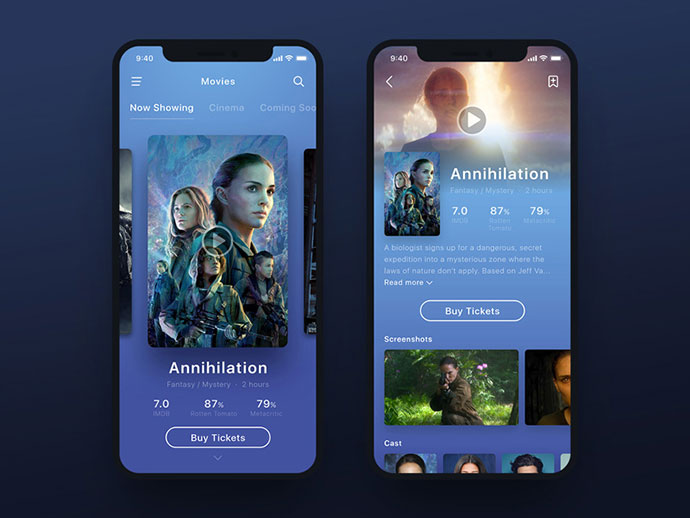 9:40
Movies
Now Showing
Cinema
Coming Soo
Annihilation
Fantasy / Mystery · 2 hours
7.0
87%
79%
IMDB
Rotten Tomato
Metacritic
Buy Tickets
9:40
Annihilation
Fantasy / Mystery · 2 hours
7.0
87%
79%
IMDB
Rotten
Tomato
Metacritic
A biologist signs up for a dangerous, secret
expedition into a mysterious zone where the
laws of nature don't apply. Based on Jeff Va...
Read more
Buy Tickets
Screenshots
Cast